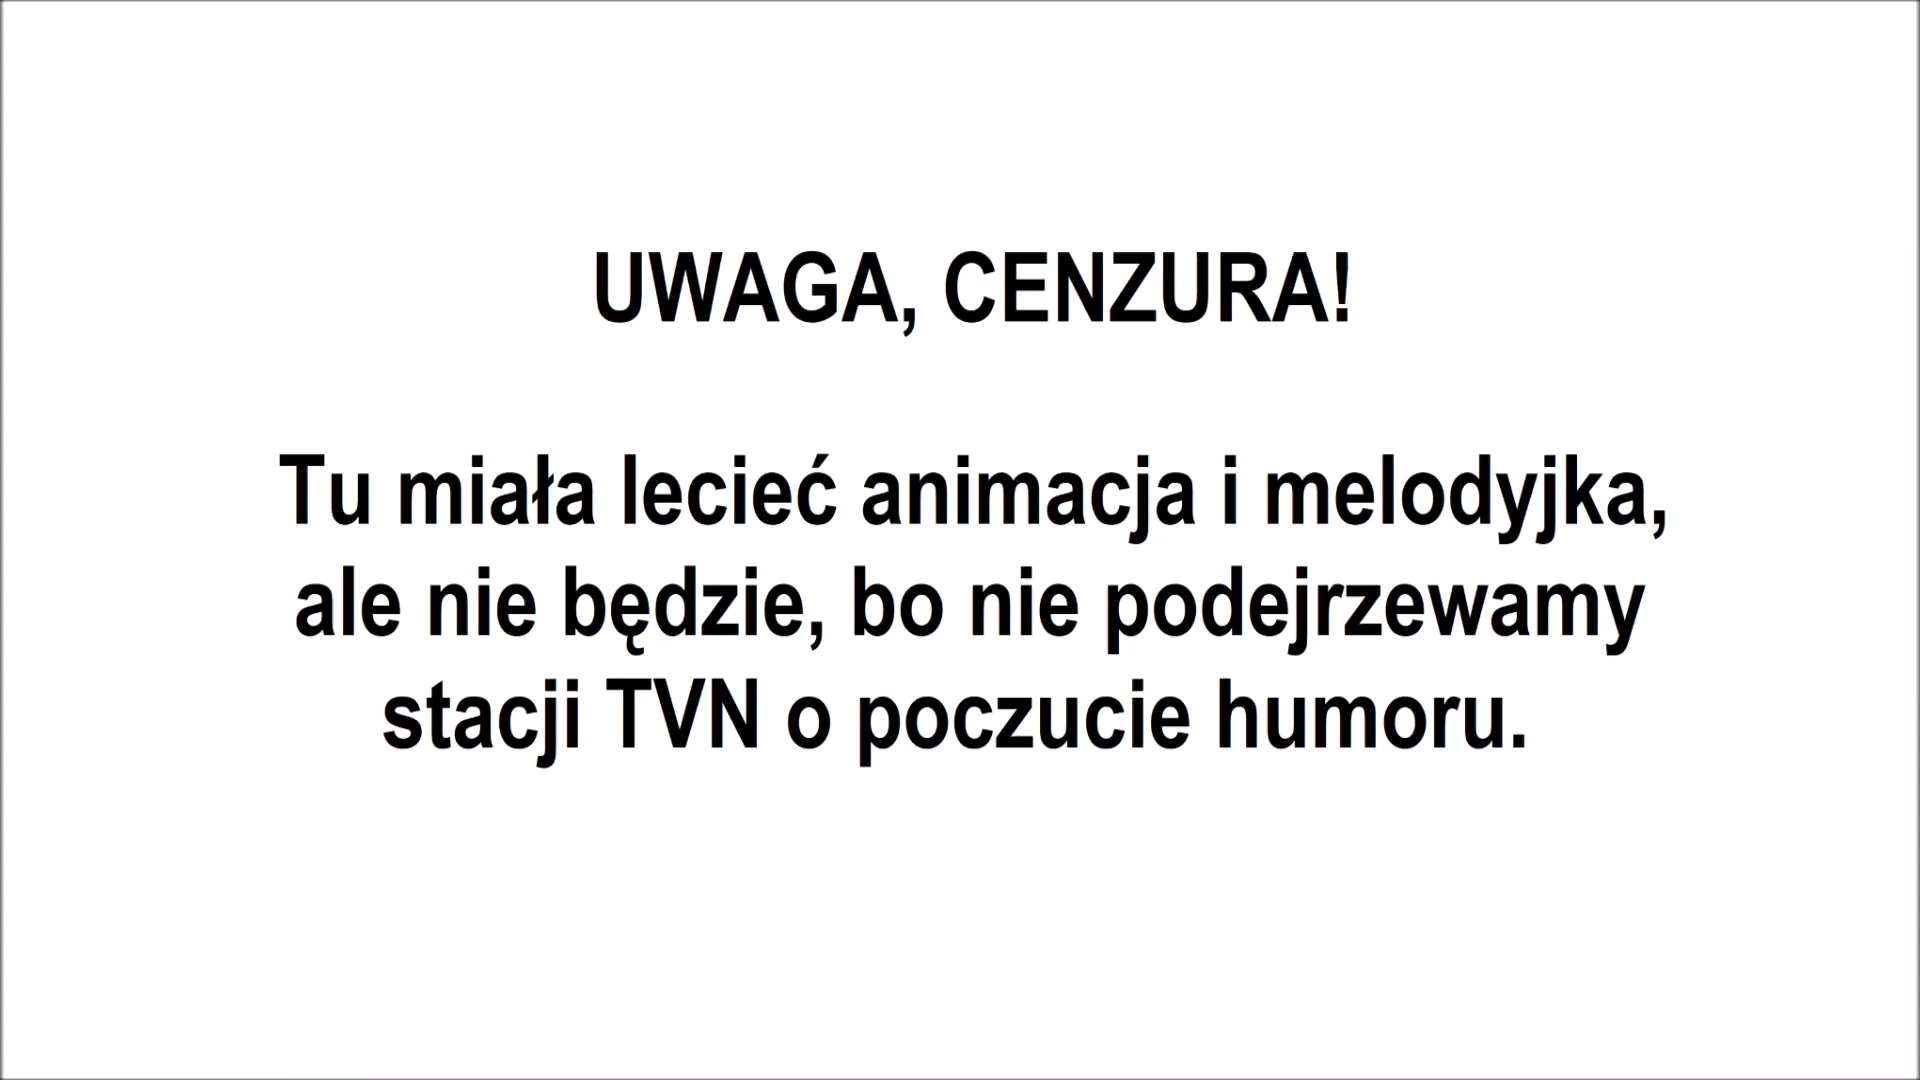 UWAGA, CENZURA!
Tu miała lecieć animacja i melodyjka,
ale nie będzie, bo nie podejrzewamy
stacji TVN o poczucie humoru.